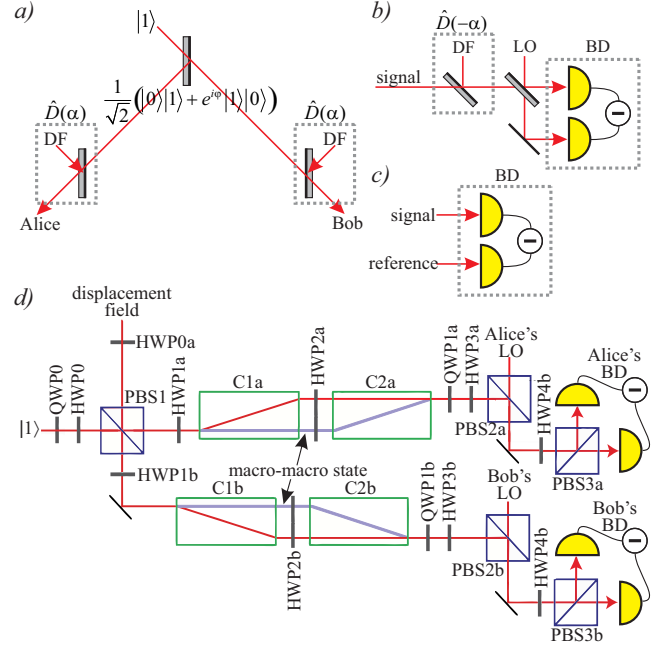 a)
|1⟩
1/√2 (|0⟩|1⟩ + e^{iφ}|1⟩|0⟩)
D̂(α)
DF
Alice
D̂(α)
DF
Bob
b)
D̂(-α)
DF
LO
BD
signal
c)
BD
signal
reference
d)
displacement
field
HWP0a
QWP0
HWP0
PBS1
HWP1a
|1⟩
HWP1b
C1a
HWP2a
C2a
QWP1a
HWP3a
Alice's
LO
PBS2a
HWP4b
PBS3a
Alice's
BD
macro-macro state
C1b
HWP2b
C2b
QWP1b
HWP3b
Bob's
LO
PBS2b
HWP4b
PBS3b
Bob's
BD